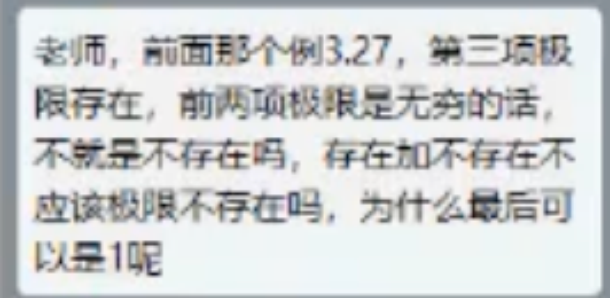 老师，前面那个例3.27，第三项极
限存在，前两项极限是无穷的话，
不就是不存在吗，存在加不存在不
应该极限不存在吗，为什么最后可
以是1呢